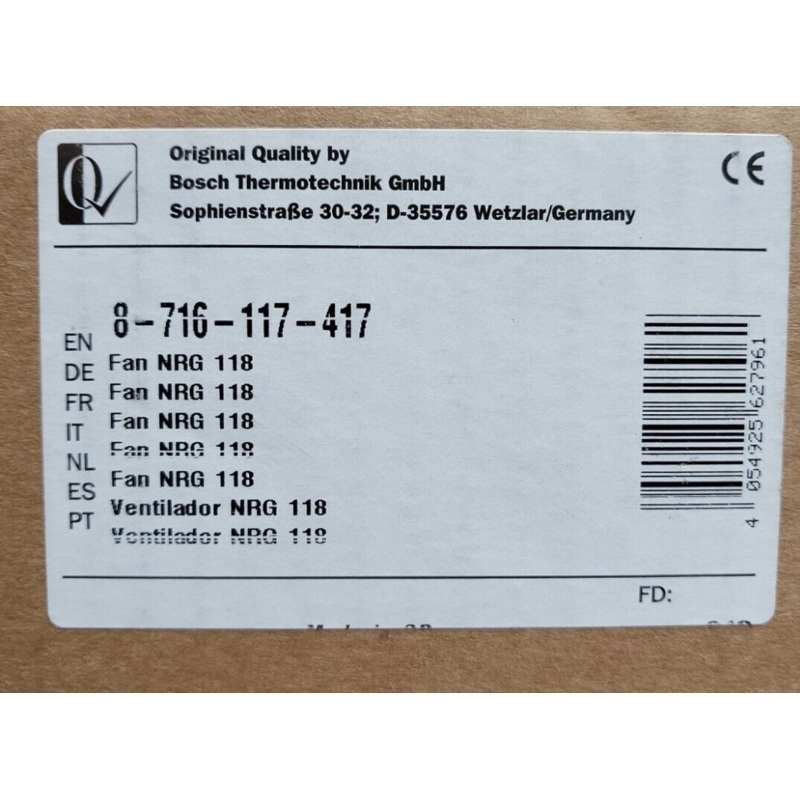 Original Quality by
Bosch Thermotechnik GmbH
Sophienstraße 30-32; D-35576 Wetzlar/Germany
CE
8-716-117-417
EN Fan NRG 118
DE Fan NRG 118
FR Fan NRG 118
IT Fan NRG 118
NL Fan NRG 118
ES Ventilador NRG 118
PT Ventilador NRG 118
4 054925 627961
FD: